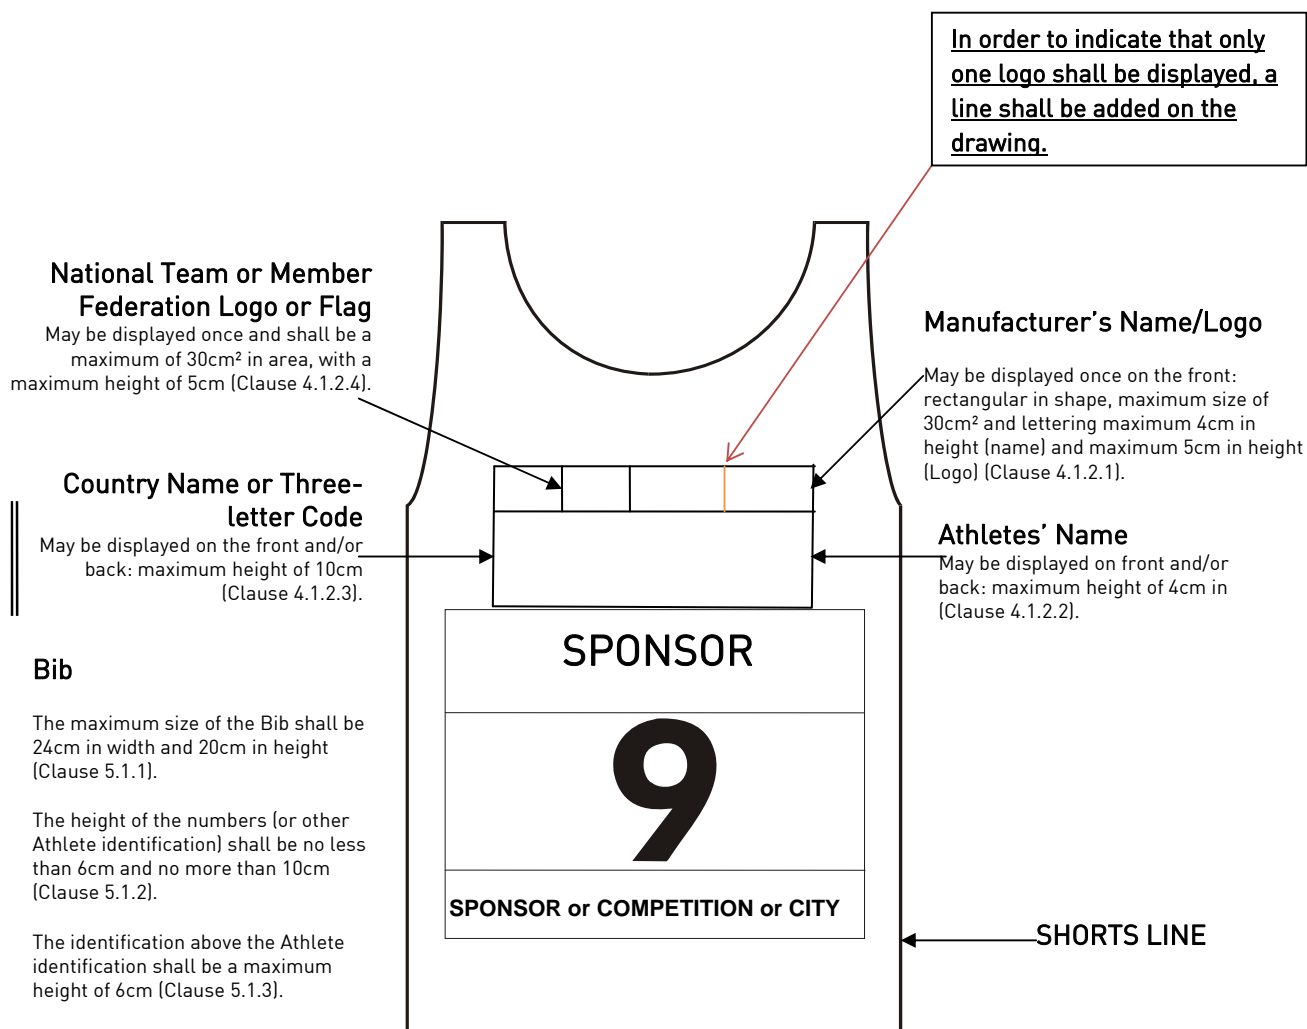 In order to indicate that only
one logo shall be displayed, a
line shall be added on the
drawing.
National Team or Member
Federation Logo or Flag
May be displayed once and shall be a
maximum of 30cm² in area, with a
maximum height of 5cm (Clause 4.1.2.4).
Manufacturer's Name/Logo
May be displayed once on the front:
rectangular in shape, maximum size of
30cm² and lettering maximum 4cm in
height (name) and maximum 5cm in height
(Logo) (Clause 4.1.2.1).
Country Name or Three-
letter Code
May be displayed on the front and/or
back: maximum height of 10cm
(Clause 4.1.2.3).
Athletes' Name
May be displayed on front and/or
back: maximum height of 4cm in
(Clause 4.1.2.2).
Bib
The maximum size of the Bib shall be
24cm in width and 20cm in height
(Clause 5.1.1).
The height of the numbers (or other
Athlete identification) shall be no less
than 6cm and no more than 10cm
(Clause 5.1.2).
The identification above the Athlete
identification shall be a maximum
height of 6cm (Clause 5.1.3).
SPONSOR
9
SPONSOR or COMPETITION or CITY
SHORTS LINE